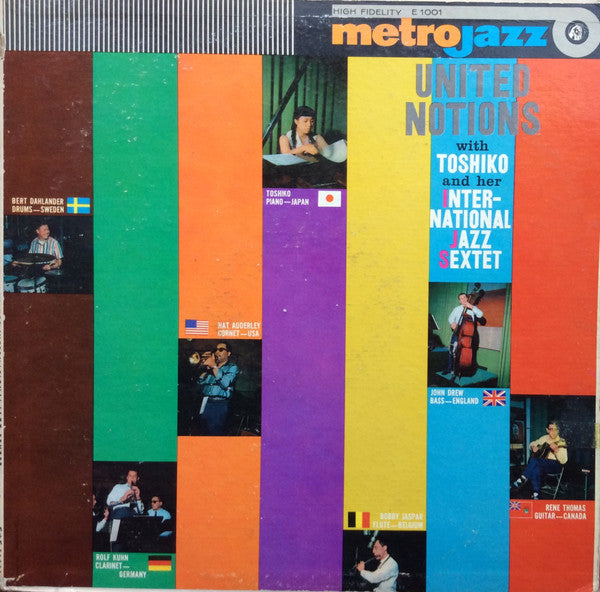 HIGH FIDELITY E 1001
metrojazz
UNITED
NOTIONS
with
TOSHIKO
and her
INTER-
NATIONAL
JAZZ
SEXTET
BERT DAHLANDER
DRUMS—SWEDEN
TOSHIKO
PIANO—JAPAN
NAT ADDERLEY
CORNET—USA
JOHN DREW
BASS—ENGLAND
RENE THOMAS
GUITAR—CANADA
BOBBY JASPAR
FLUTE—BELGIUM
ROLF KUHN
CLARINET—
GERMANY